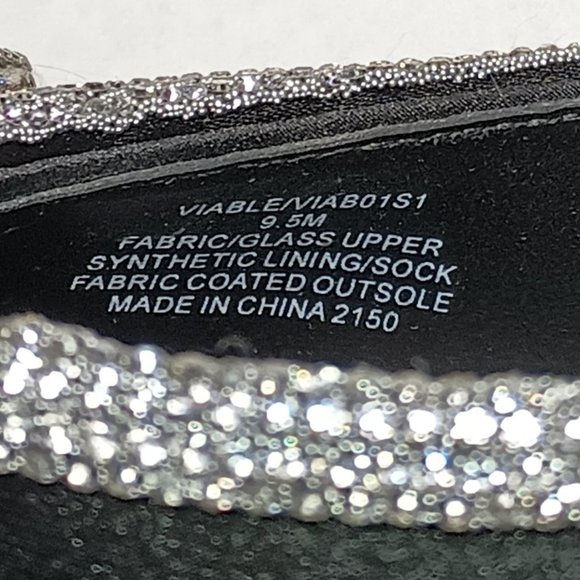 VIABLE/VIAB01S1
9.5M
FABRIC/GLASS UPPER
SYNTHETIC LINING/SOCK
FABRIC COATED OUTSOLE
MADE IN CHINA 2150